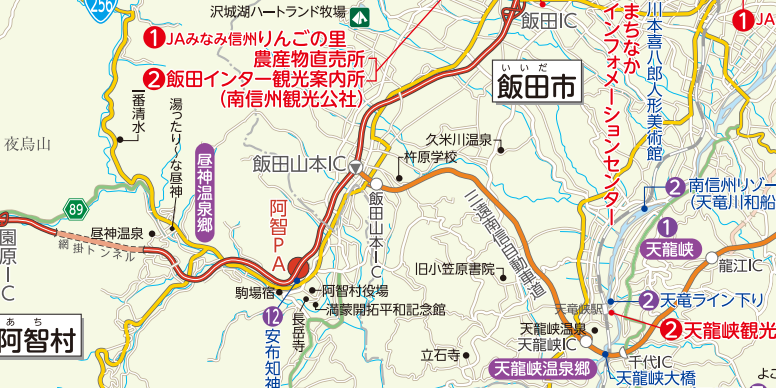 256
沢城湖ハートランド牧場
❶JAみなみ信州りんごの里
農産物直売所
❷飯田インター観光案内所
(南信州観光公社)
飯田IC
いいだ
飯田市
まちなか
インフォメーションセンター
川本喜八郎人形美術館
❶JA
一番清水
湯ったり～な昼神
夜烏山
昼神温泉郷
飯田山本IC
久米川温泉
杵原学校
飯田山本IC
三遠南信自動車道
❷南信州リゾー
(天竜川和船
❶
天龍峡
89
昼神温泉
網掛トンネル
園原IC
阿智PA
旧小笠原書院
龍江IC
駒場宿
阿智村役場
満蒙開拓平和記念館
長岳寺
⓬
安布知神
天龍峡駅
❷天竜ライン下り
❷天龍峡観光
天龍峡温泉
天龍峡IC
千代IC
あち
阿智村
立石寺
天龍峡温泉郷
天龍峡大橋
よこ